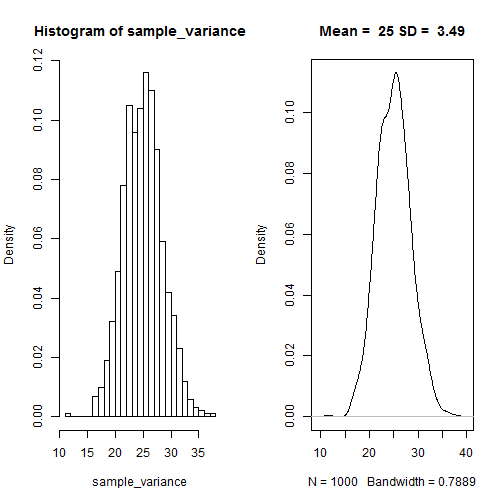 Histogram of sample_variance
Density
0.00 0.02 0.04 0.06 0.08 0.10 0.12
10 15 20 25 30 35
sample_variance
Mean =  25 SD =  3.49
Density
0.00 0.02 0.04 0.06 0.08 0.10
10 20 30 40
N = 1000   Bandwidth = 0.7889